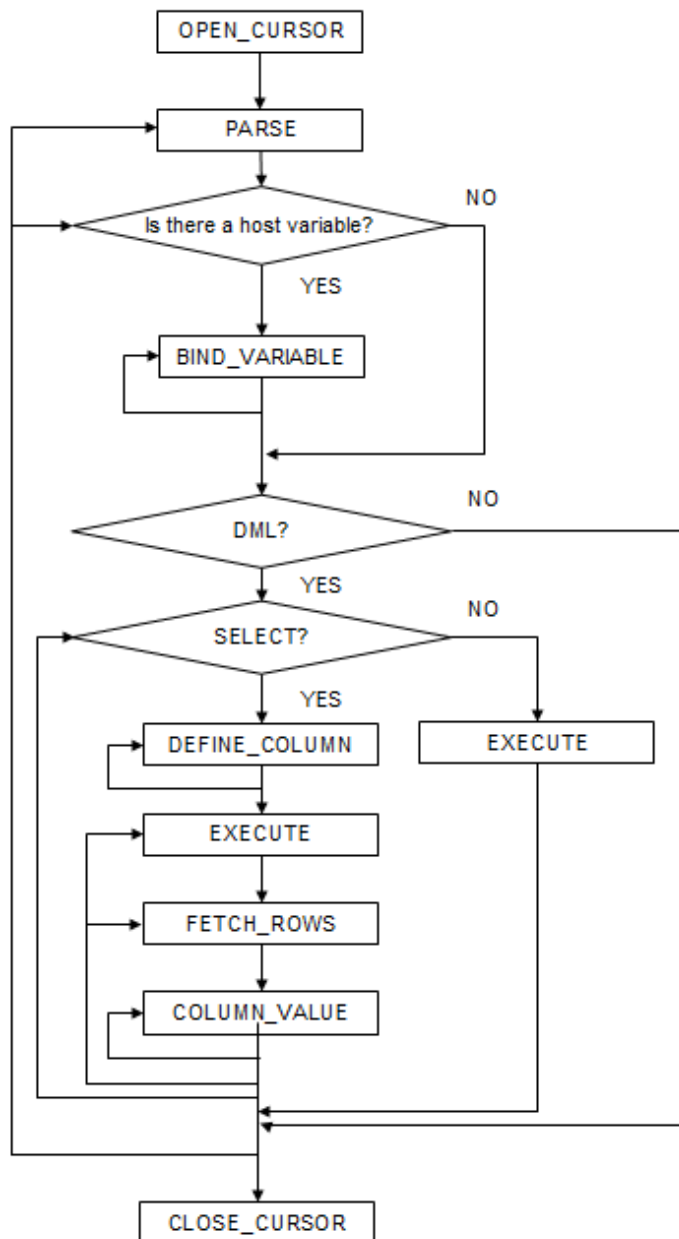 OPEN_CURSOR
PARSE
NO
Is there a host variable?
YES
BIND_VARIABLE
NO
DML?
YES
NO
SELECT?
YES
DEFINE_COLUMN
EXECUTE
EXECUTE
FETCH_ROWS
COLUMN_VALUE
CLOSE_CURSOR